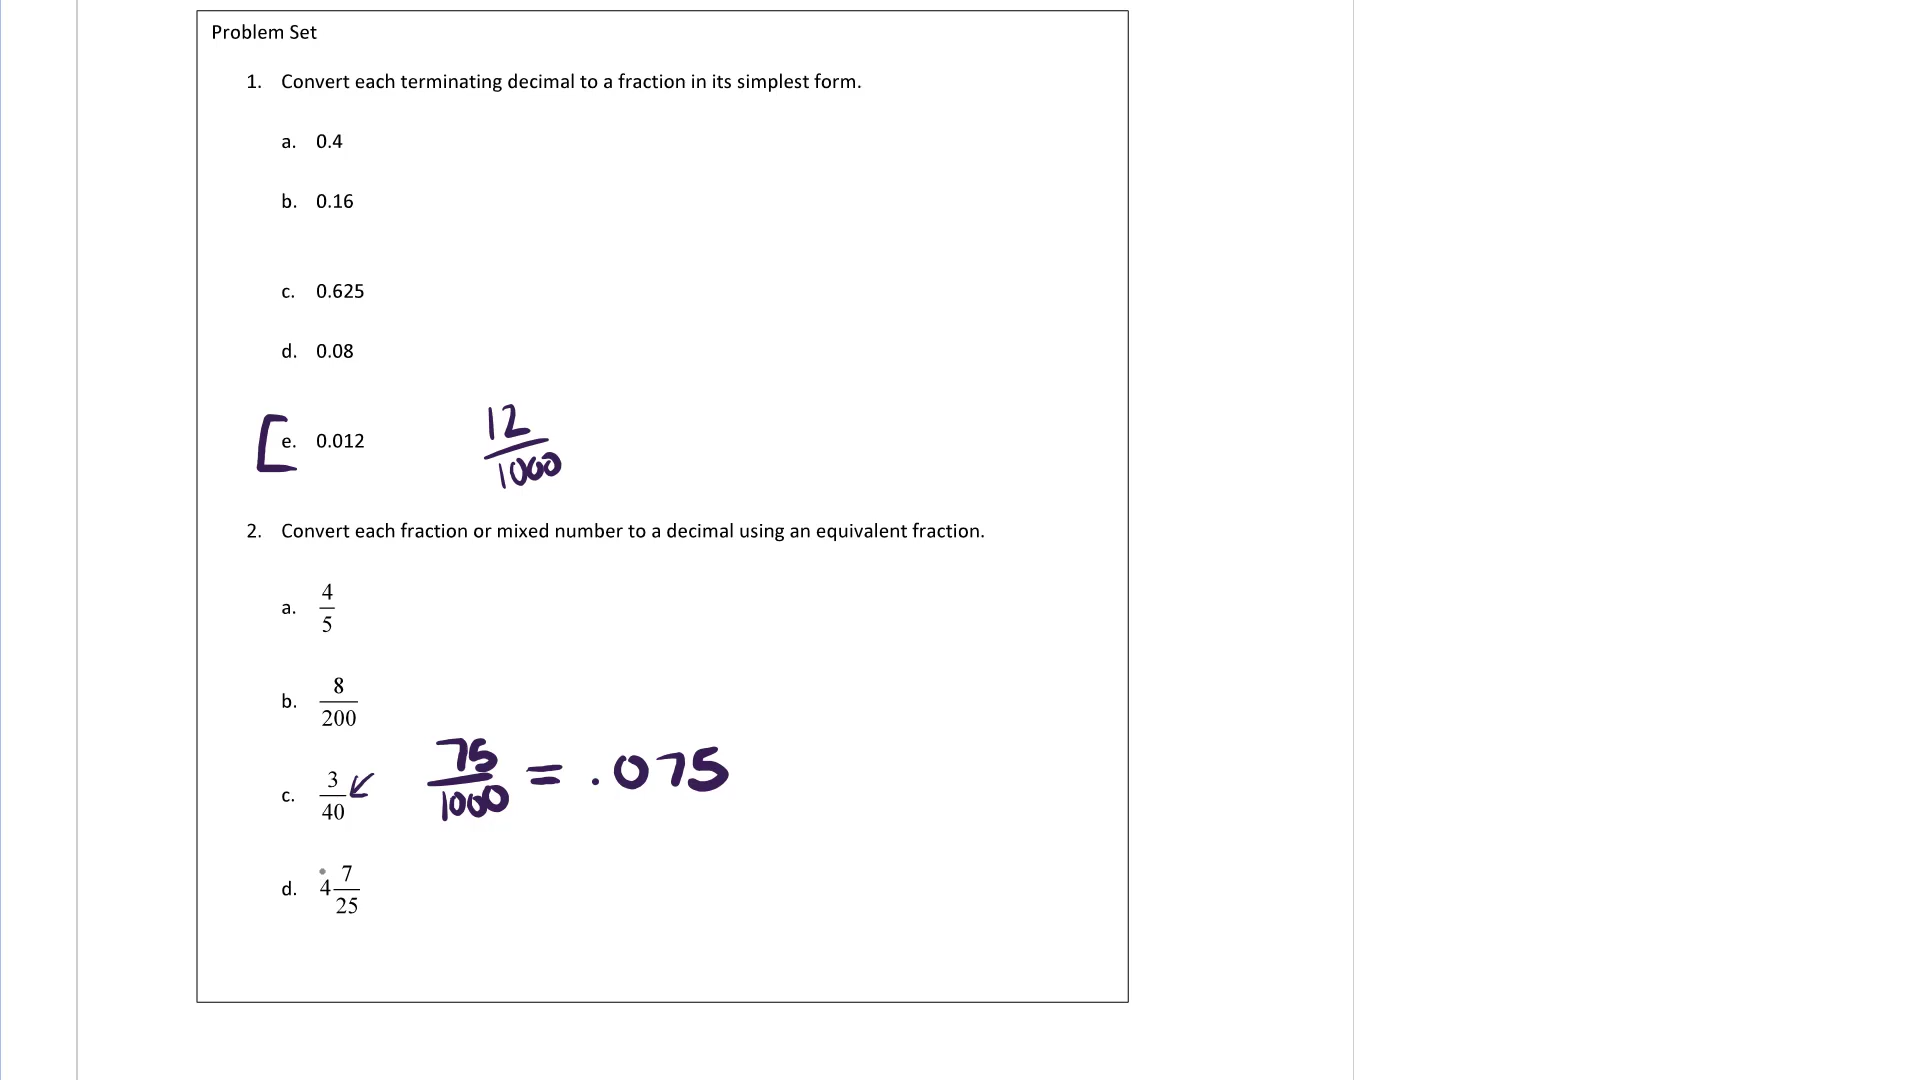 Problem Set
1. Convert each terminating decimal to a fraction in its simplest form.
a. 0.4
b. 0.16
c. 0.625
d. 0.08
[ e. 0.012 12/1000
2. Convert each fraction or mixed number to a decimal using an equivalent fraction.
a. 4/5
b. 8/200
c. 3/40 75/1000 = .075
d. 4 7/25